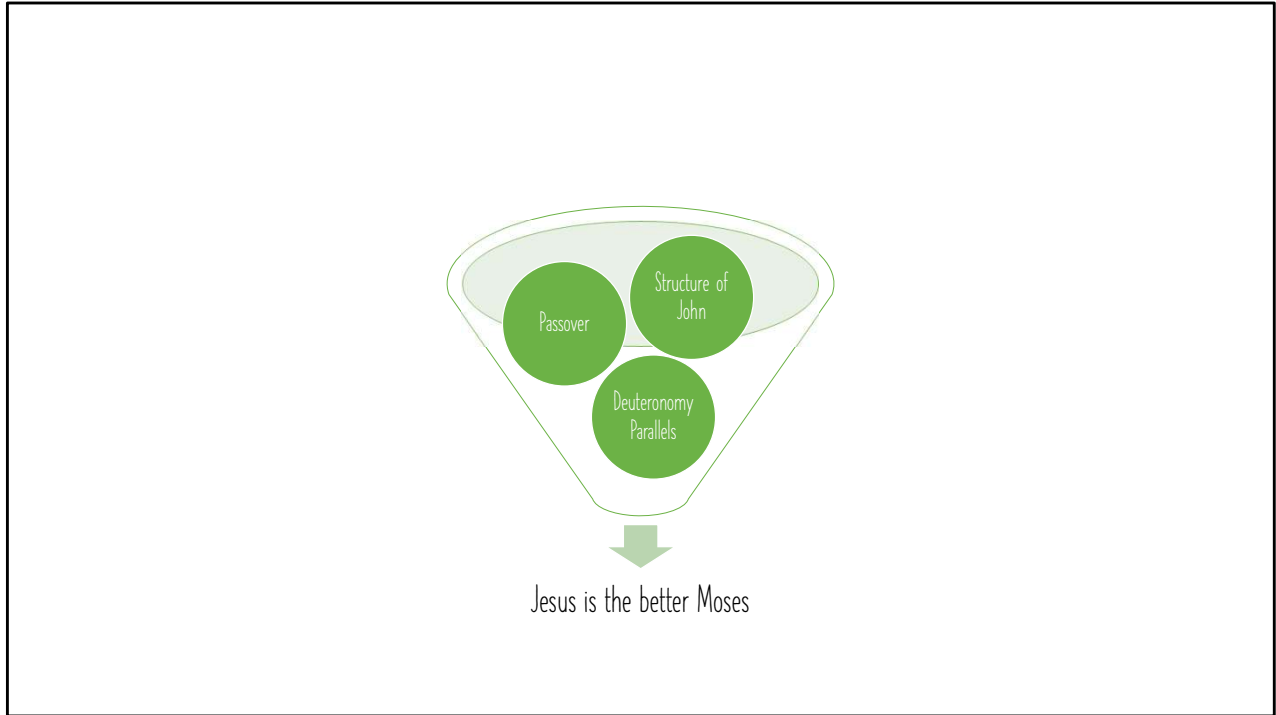 Passover
Structure of
John
Deuteronomy
Parallels
Jesus is the better Moses